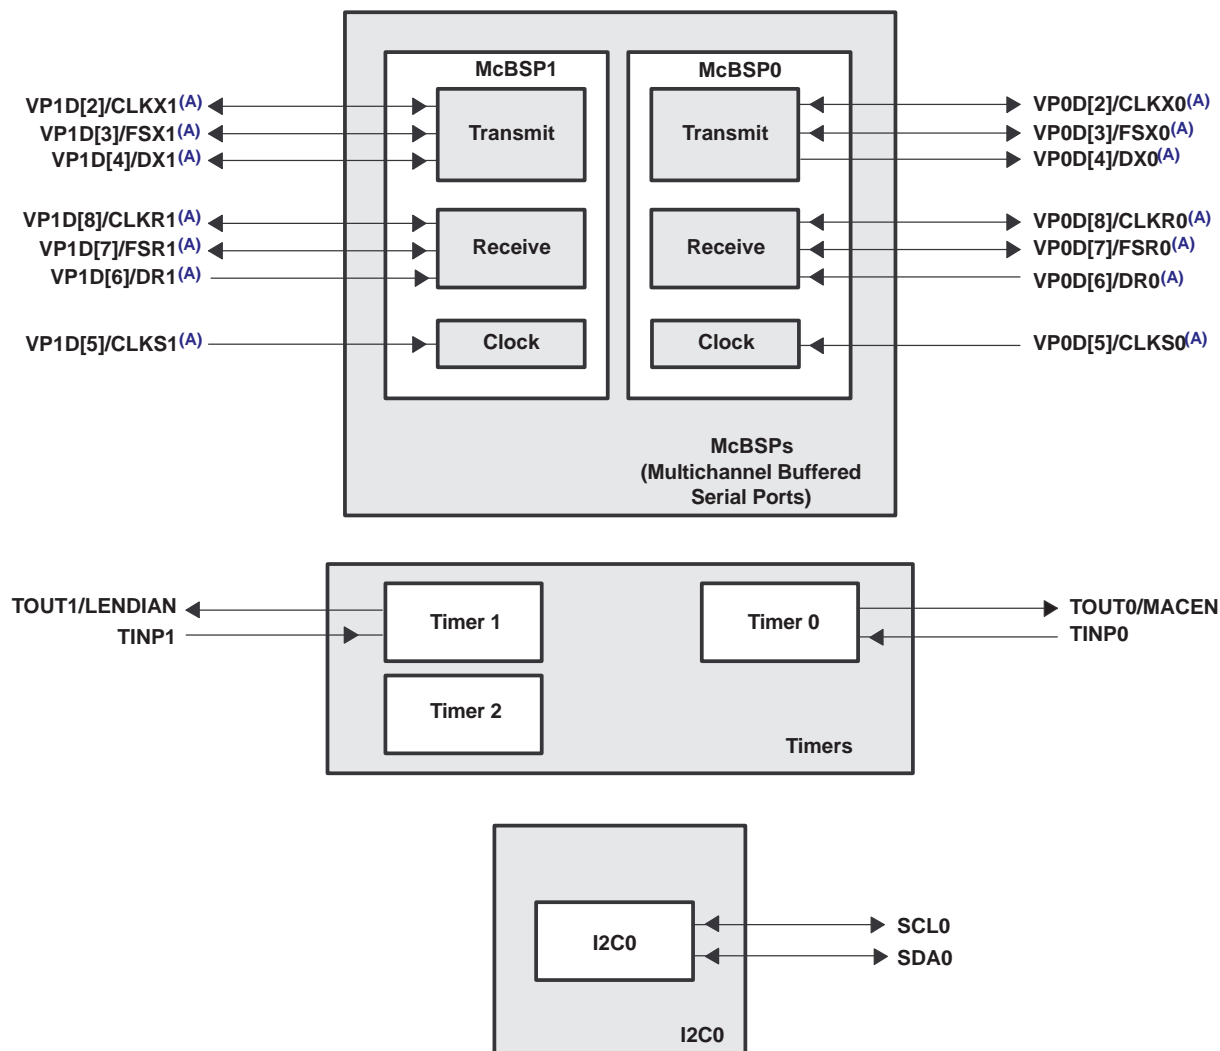 McBSP1
McBSP0
VP1D[2]/CLKX1(A)
VP1D[3]/FSX1(A)
VP1D[4]/DX1(A)
Transmit
Transmit
VP0D[2]/CLKX0(A)
VP0D[3]/FSX0(A)
VP0D[4]/DX0(A)
VP1D[8]/CLKR1(A)
VP1D[7]/FSR1(A)
VP1D[6]/DR1(A)
Receive
Receive
VP0D[8]/CLKR0(A)
VP0D[7]/FSR0(A)
VP0D[6]/DR0(A)
VP1D[5]/CLKS1(A)
Clock
Clock
VP0D[5]/CLKS0(A)
McBSPs
(Multichannel Buffered
Serial Ports)
TOUT1/LENDIAN
TINP1
Timer 1
Timer 0
TOUT0/MACEN
TINP0
Timer 2
Timers
I2C0
SCL0
SDA0
I2C0